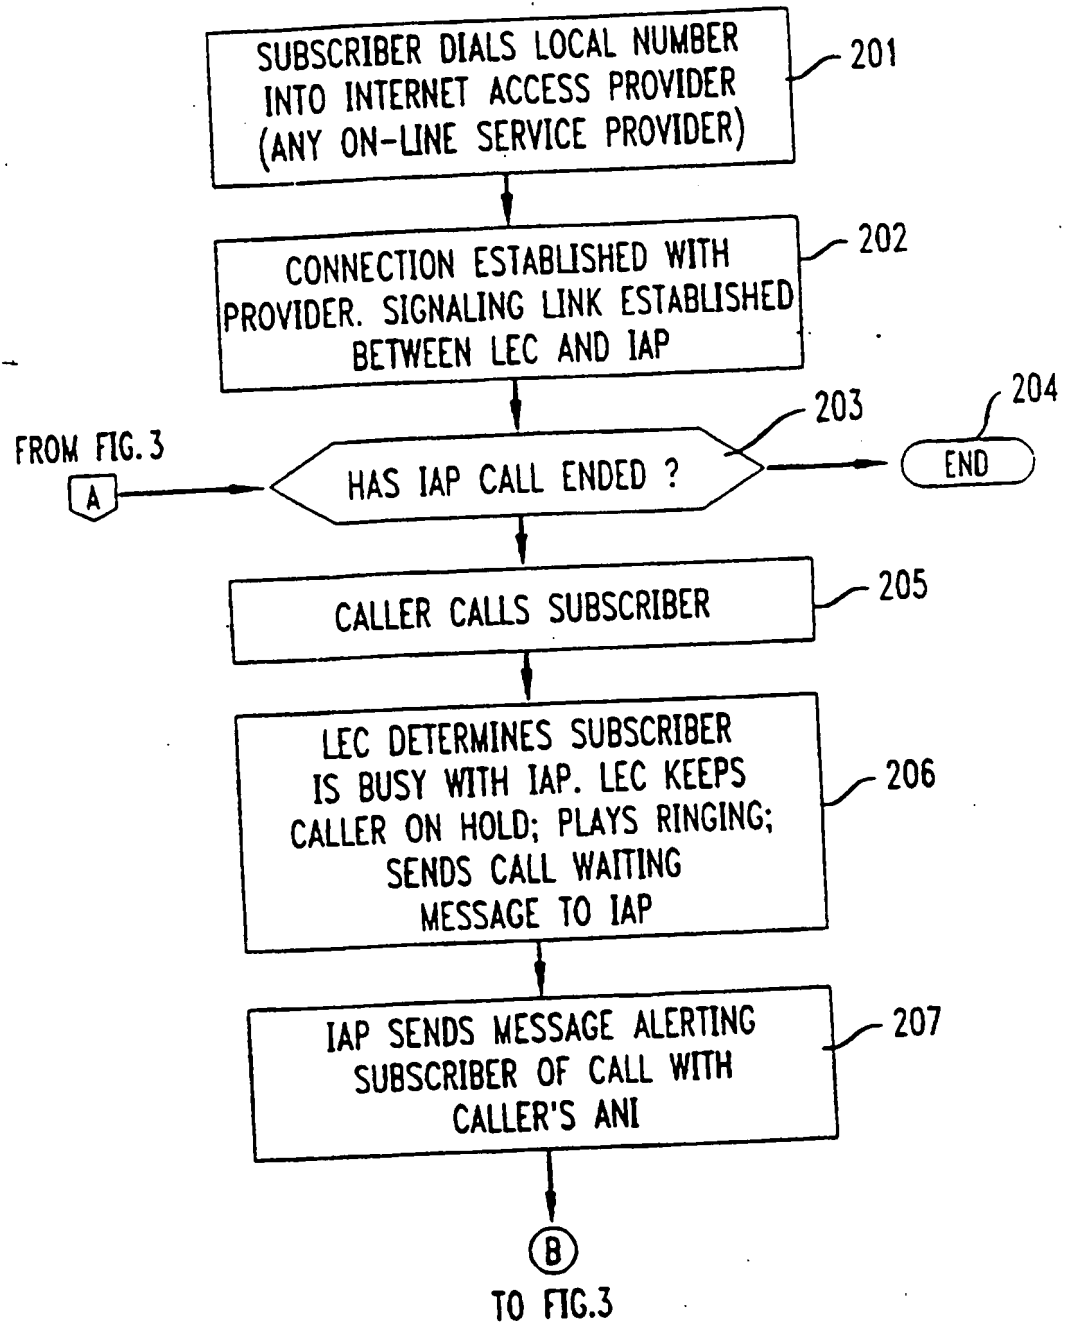 SUBSCRIBER DIALS LOCAL NUMBER
INTO INTERNET ACCESS PROVIDER
(ANY ON-LINE SERVICE PROVIDER)
201
CONNECTION ESTABLISHED WITH
PROVIDER. SIGNALING LINK ESTABLISHED
BETWEEN LEC AND IAP
202
FROM FIG.3
A
HAS IAP CALL ENDED ?
203
204
END
CALLER CALLS SUBSCRIBER
205
LEC DETERMINES SUBSCRIBER
IS BUSY WITH IAP. LEC KEEPS
CALLER ON HOLD; PLAYS RINGING;
SENDS CALL WAITING
MESSAGE TO IAP
206
IAP SENDS MESSAGE ALERTING
SUBSCRIBER OF CALL WITH
CALLER'S ANI
207
B
TO FIG.3